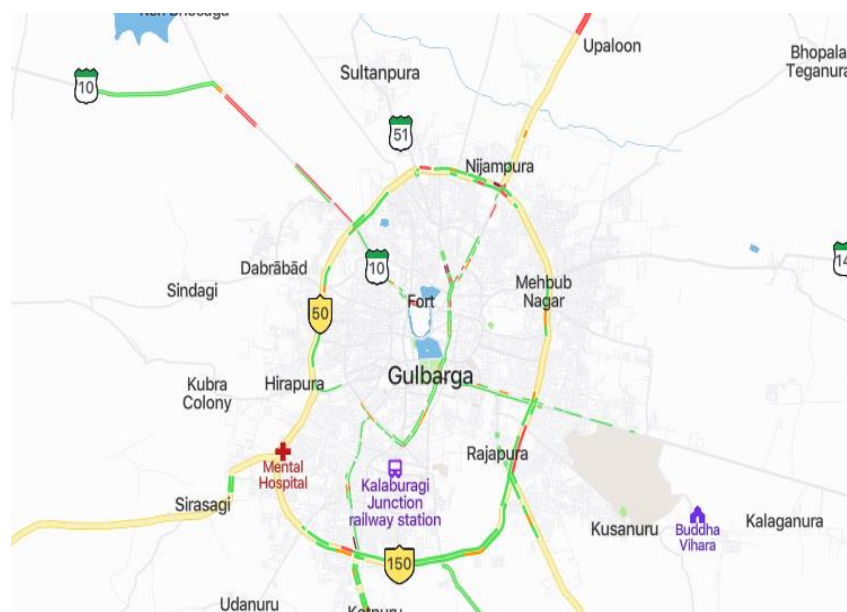 Upaloon
Bhopala
Teganura
Sultanpura
10
51
Nijampura
Dabrābād
10
14
Sindagi
Mehbub
Nagar
Fort
50
Gulbarga
Kubra
Colony
Hirapura
Mental
Hospital
Rajapura
Kalaburagi
Junction
railway station
Sirasagi
Kusanuru
Buddha
Vihara
Kalaganura
150
Udanuru